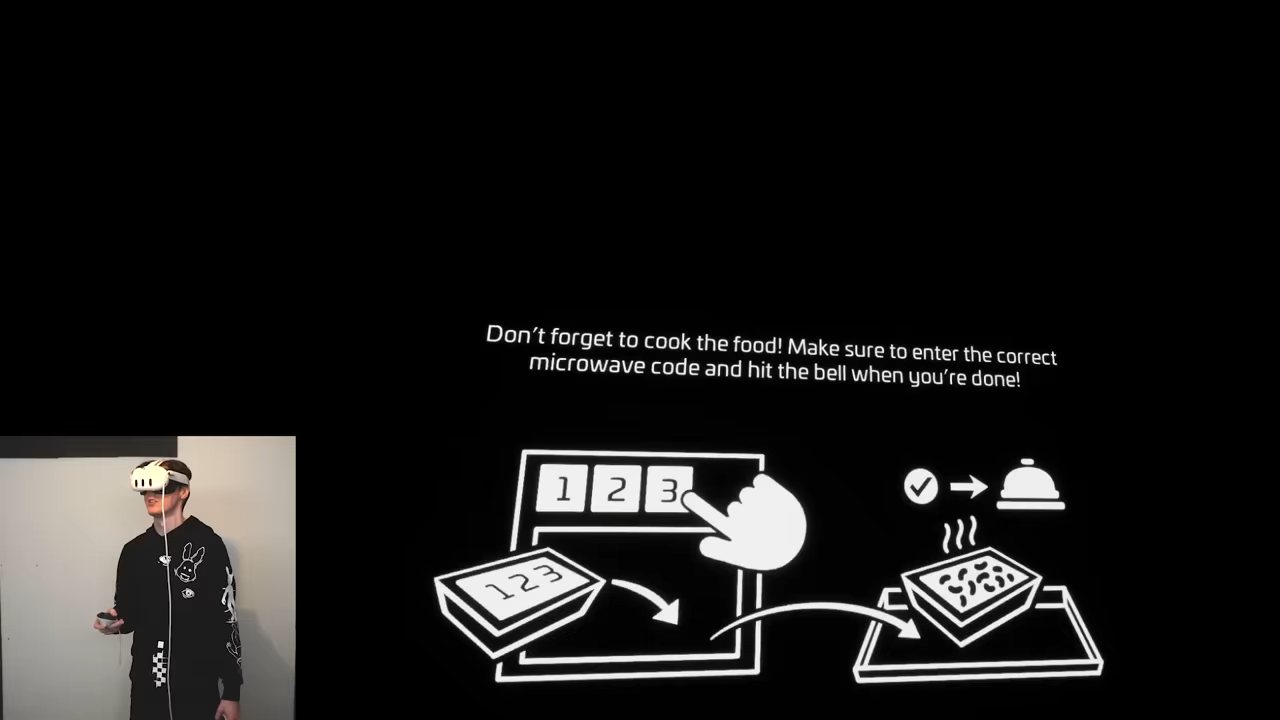 Don't forget to cook the food! Make sure to enter the correct
microwave code and hit the bell when you're done!
1 2 3
123